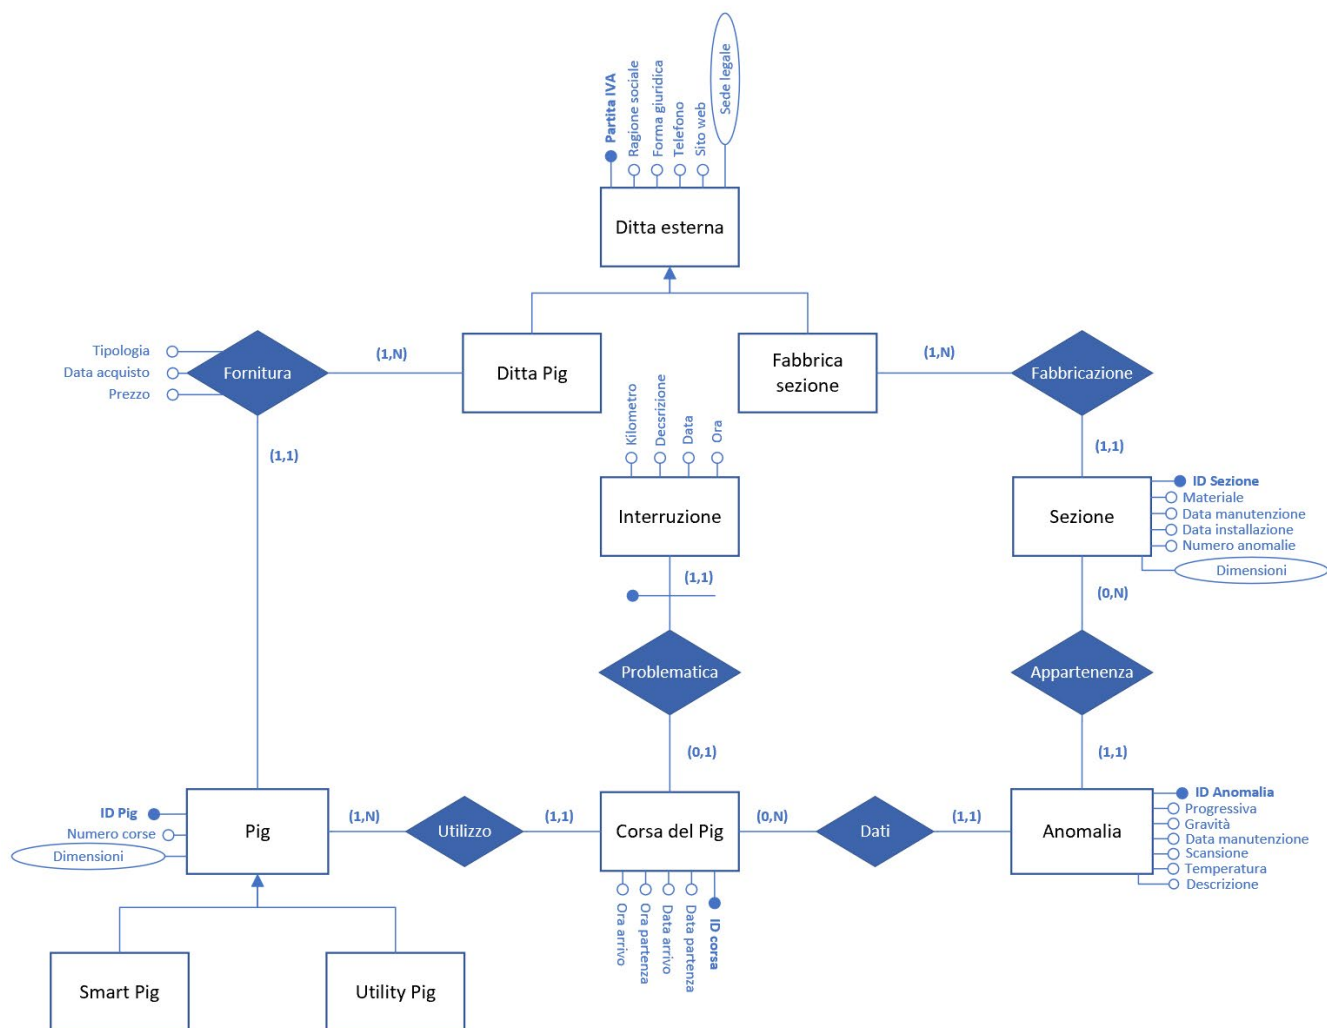 Partita IVA
Ragione sociale
Forma giuridica
Telefono
Sito web
Sede legale
Ditta esterna
Tipologia
Data acquisto
Prezzo
Fornitura
(1,N)
Ditta Pig
Fabbrica
sezione
(1,N)
Fabbricazione
(1,1)
Kilometro
Decsrizione
Data
Ora
(1,1)
Interruzione
Sezione
ID Sezione
Materiale
Data manutenzione
Data installazione
Numero anomalie
Dimensioni
(1,1)
(0,N)
Problematica
Appartenenza
(0,1)
(1,1)
ID Pig
Numero corse
Dimensioni
Pig
(1,N)
Utilizzo
(1,1)
Corsa del Pig
(0,N)
Dati
(1,1)
Anomalia
ID Anomalia
Progressiva
Gravità
Data manutenzione
Scansione
Temperatura
Descrizione
Ora arrivo
Ora partenza
Data arrivo
Data partenza
ID corsa
Smart Pig
Utility Pig